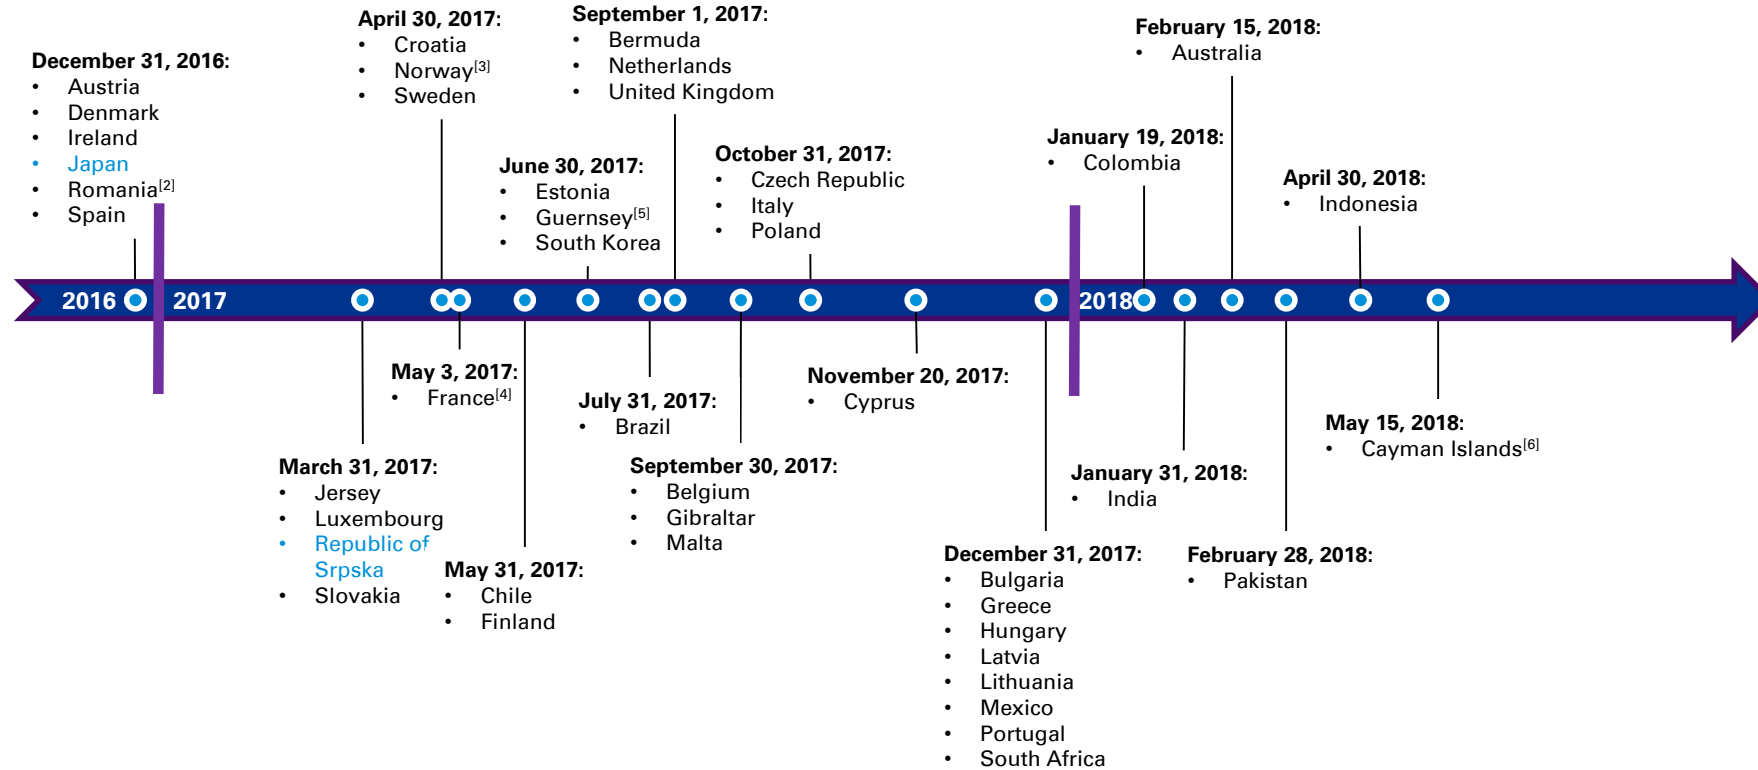 December 31, 2016:
• Austria
• Denmark
• Ireland
• Japan
• Romania[2]
• Spain
April 30, 2017:
• Croatia
• Norway[3]
• Sweden
September 1, 2017:
• Bermuda
• Netherlands
• United Kingdom
June 30, 2017:
• Estonia
• Guernsey[5]
• South Korea
October 31, 2017:
• Czech Republic
• Italy
• Poland
February 15, 2018:
• Australia
January 19, 2018:
• Colombia
April 30, 2018:
• Indonesia
2016
2017
2018
March 31, 2017:
• Jersey
• Luxembourg
• Republic of
Srpska
• Slovakia
May 3, 2017:
• France[4]
May 31, 2017:
• Chile
• Finland
July 31, 2017:
• Brazil
September 30, 2017:
• Belgium
• Gibraltar
• Malta
November 20, 2017:
• Cyprus
December 31, 2017:
• Bulgaria
• Greece
• Hungary
• Latvia
• Lithuania
• Mexico
• Portugal
• South Africa
January 31, 2018:
• India
February 28, 2018:
• Pakistan
May 15, 2018:
• Cayman Islands[6]